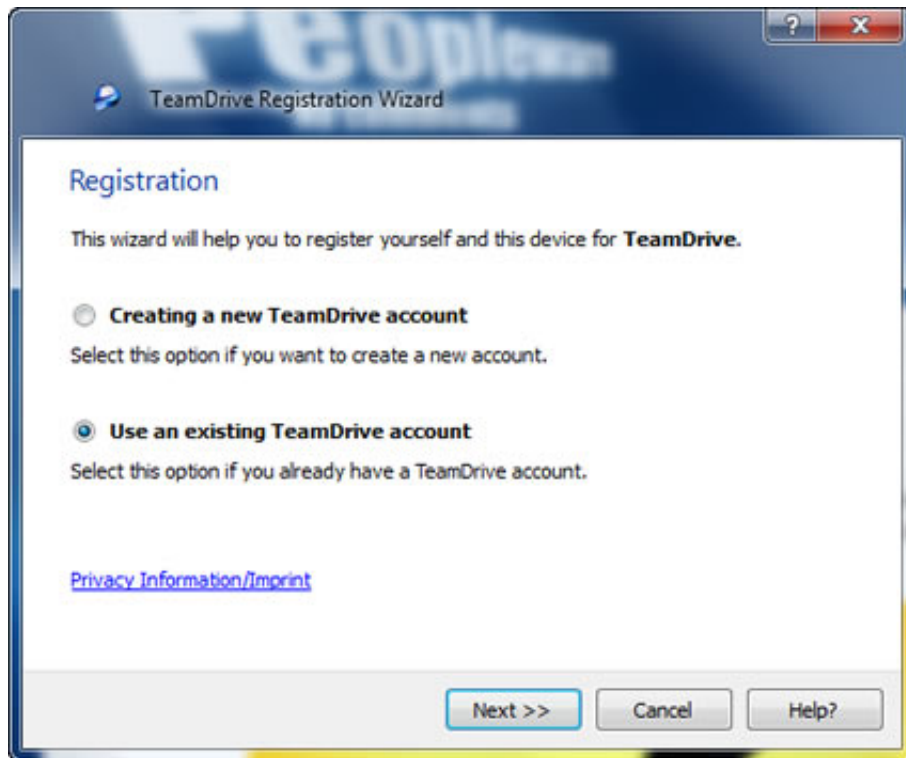 Peopleware
?
X
TeamDrive Registration Wizard
Registration
This wizard will help you to register yourself and this device for TeamDrive.
Creating a new TeamDrive account
Select this option if you want to create a new account.
Use an existing TeamDrive account
Select this option if you already have a TeamDrive account.
Privacy Information/Imprint
Next >>
Cancel
Help?